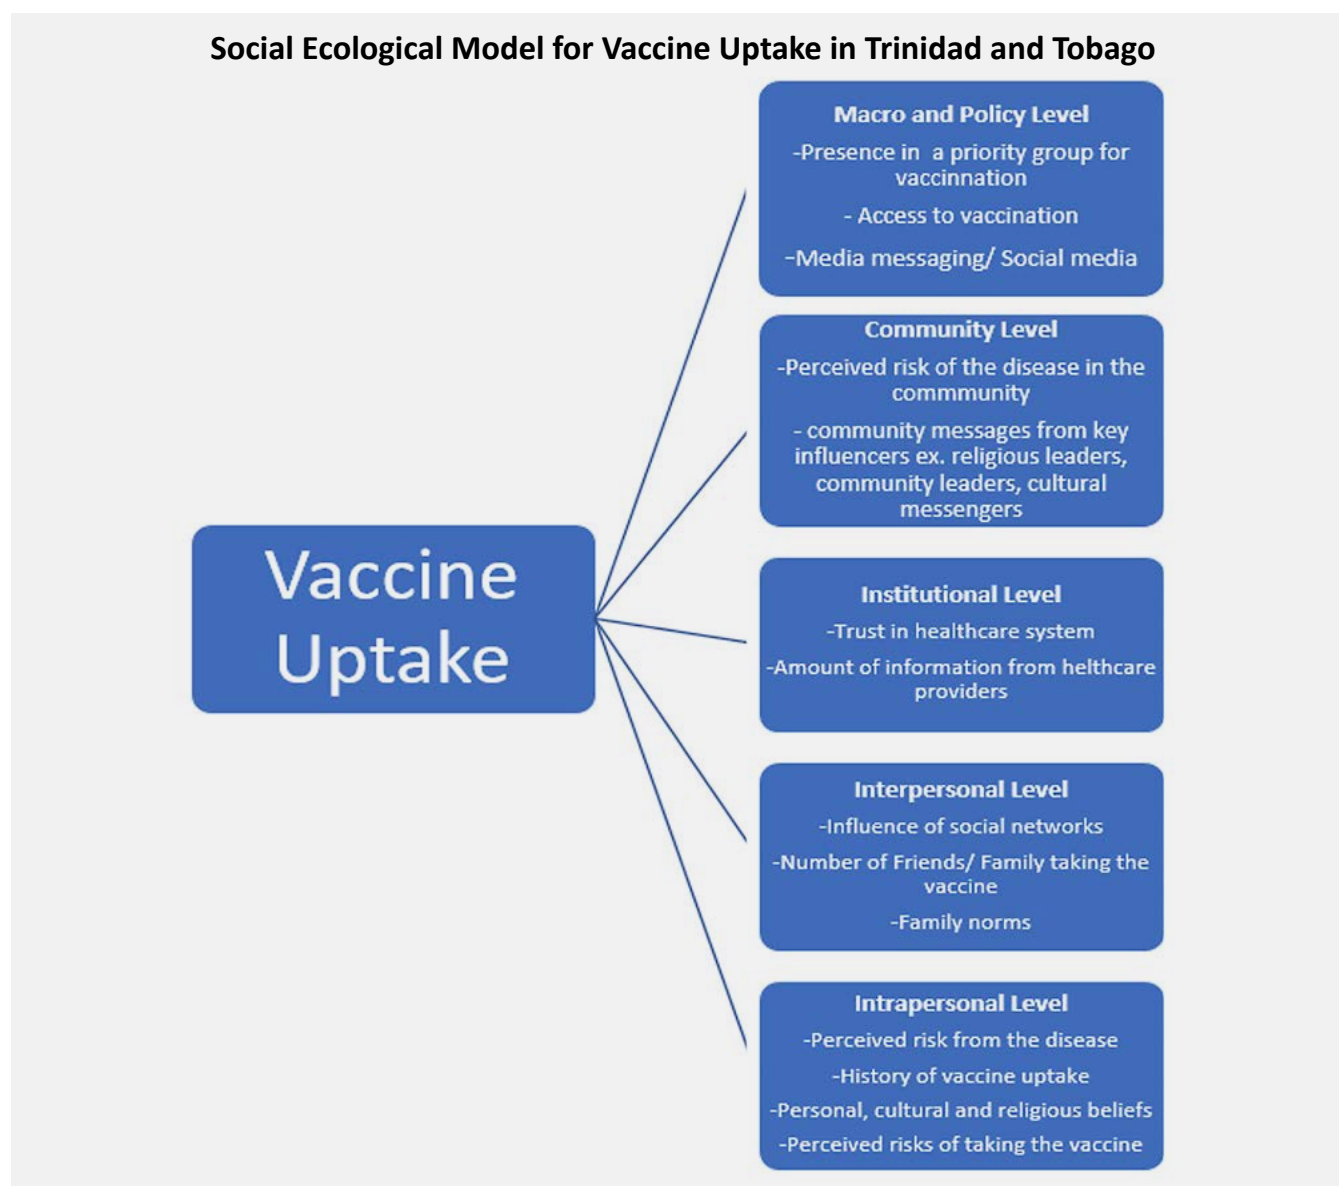 Social Ecological Model for Vaccine Uptake in Trinidad and Tobago
Macro and Policy Level
-Presence in a priority group for
vaccinnation
- Access to vaccination
-Media messaging/ Social media
Community Level
-Perceived risk of the disease in the
commmunity
- community messages from key
influencers ex. religious leaders,
community leaders, cultural
messengers
Vaccine
Uptake
Institutional Level
-Trust in healthcare system
-Amount of information from helthcare
providers
Interpersonal Level
-Influence of social networks
-Number of Friends/ Family taking the
vaccine
-Family norms
Intrapersonal Level
-Perceived risk from the disease
-History of vaccine uptake
-Personal, cultural and religious beliefs
-Perceived risks of taking the vaccine